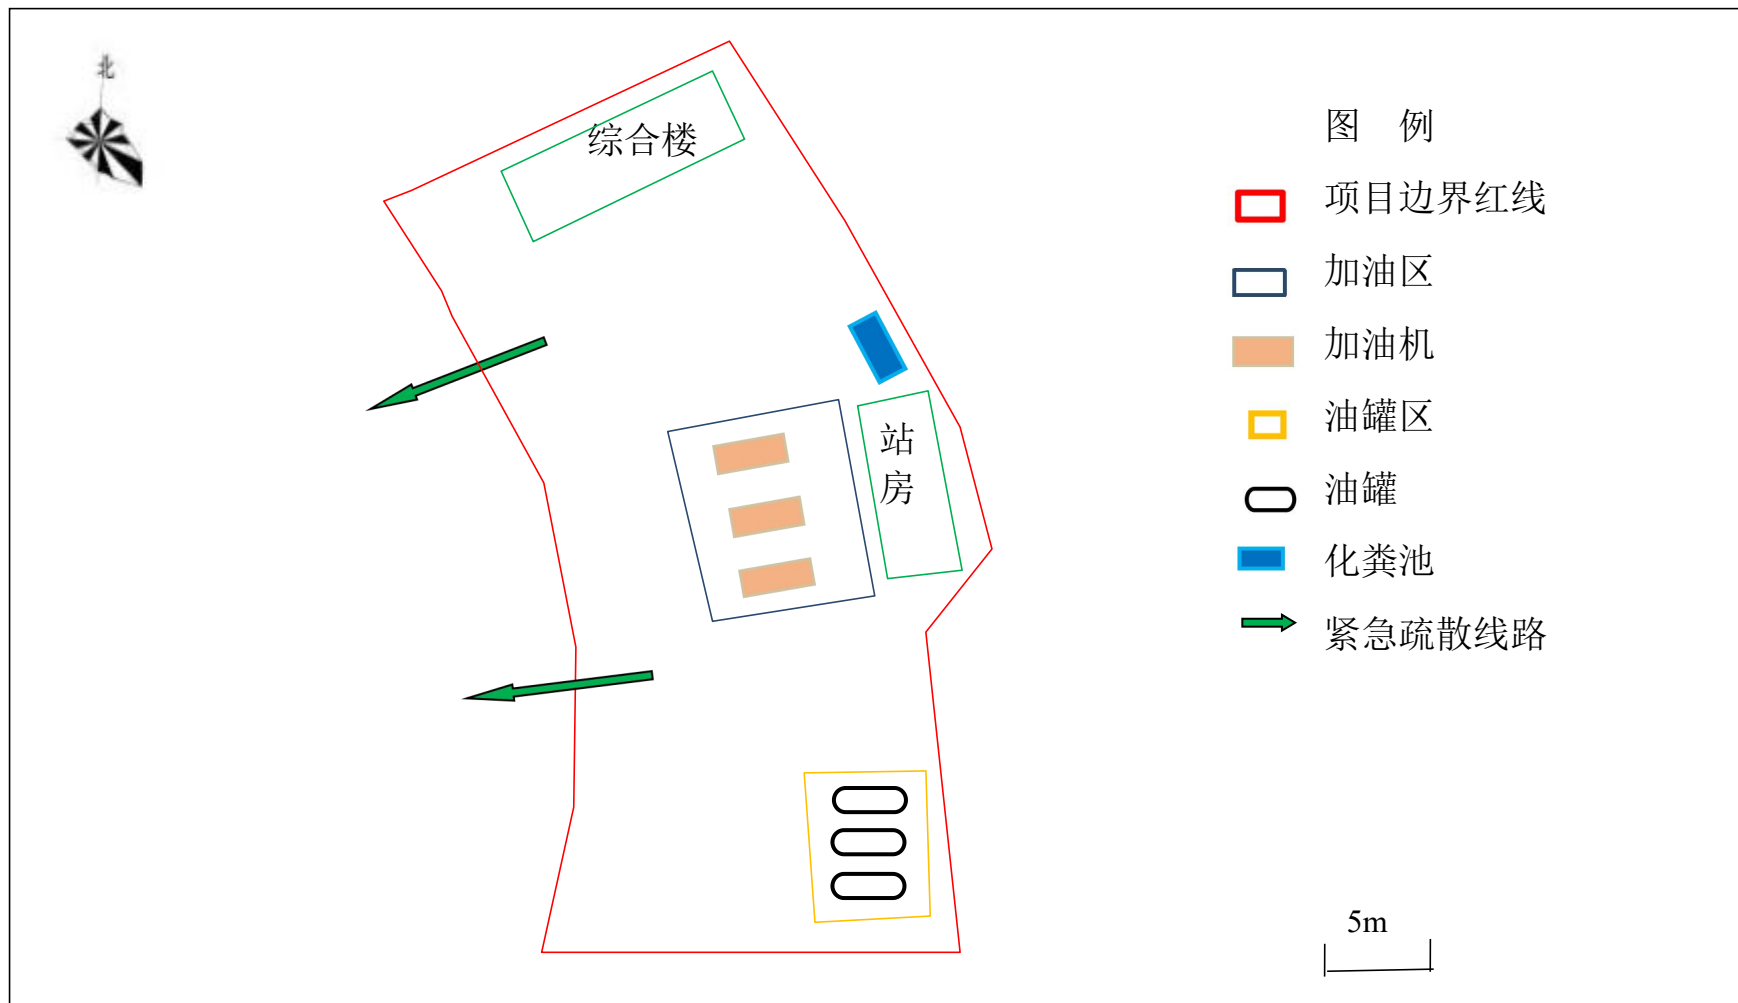 北
综合楼
站
房
图 例
项目边界红线
加油区
加油机
油罐区
油罐
化粪池
紧急疏散线路
5m